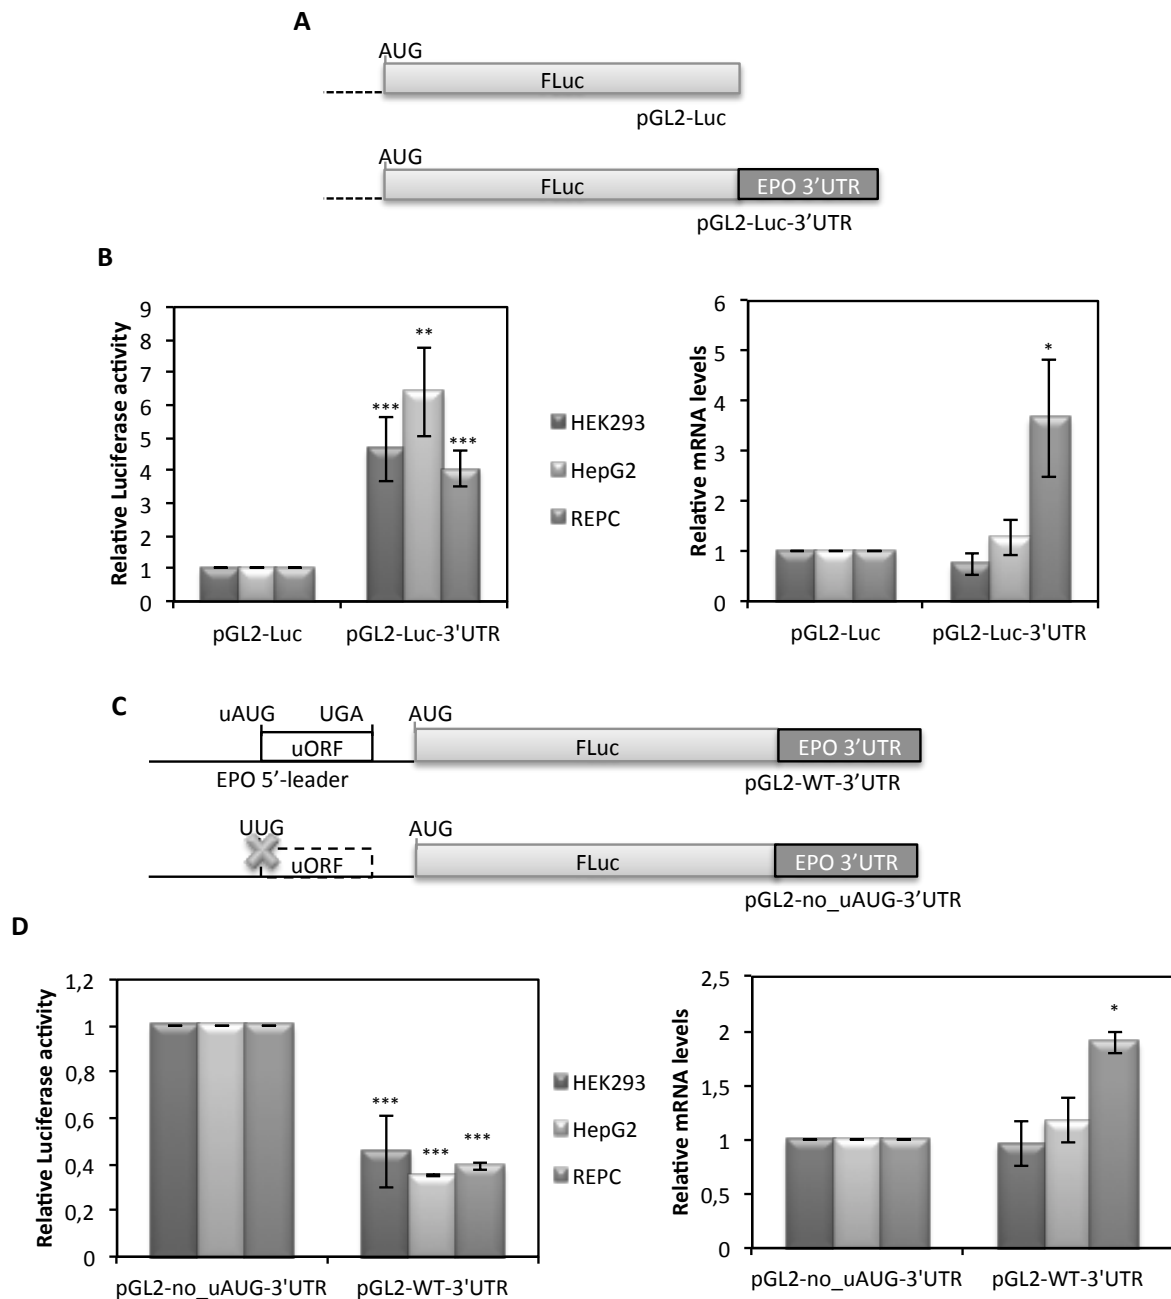 A
AUG
FLuc
pGL2-Luc
AUG
FLuc
EPO 3'UTR
pGL2-Luc-3'UTR
B
Relative Luciferase activity
9
8
7
6
5
4
3
2
1
0
***
**
***
pGL2-Luc
pGL2-Luc-3'UTR
HEK293
HepG2
REPC
Relative mRNA levels
6
5
4
3
2
1
0
*
pGL2-Luc
pGL2-Luc-3'UTR
C
uAUG
UGA
AUG
uORF
FLuc
EPO 3'UTR
EPO 5'-leader
pGL2-WT-3'UTR
UUG
AUG
uORF
FLuc
EPO 3'UTR
pGL2-no_uAUG-3'UTR
D
Relative Luciferase activity
1,2
1
0,8
0,6
0,4
0,2
0
***
***
***
pGL2-no_uAUG-3'UTR
pGL2-WT-3'UTR
HEK293
HepG2
REPC
Relative mRNA levels
2,5
2
1,5
1
0,5
0
*
pGL2-no_uAUG-3'UTR
pGL2-WT-3'UTR